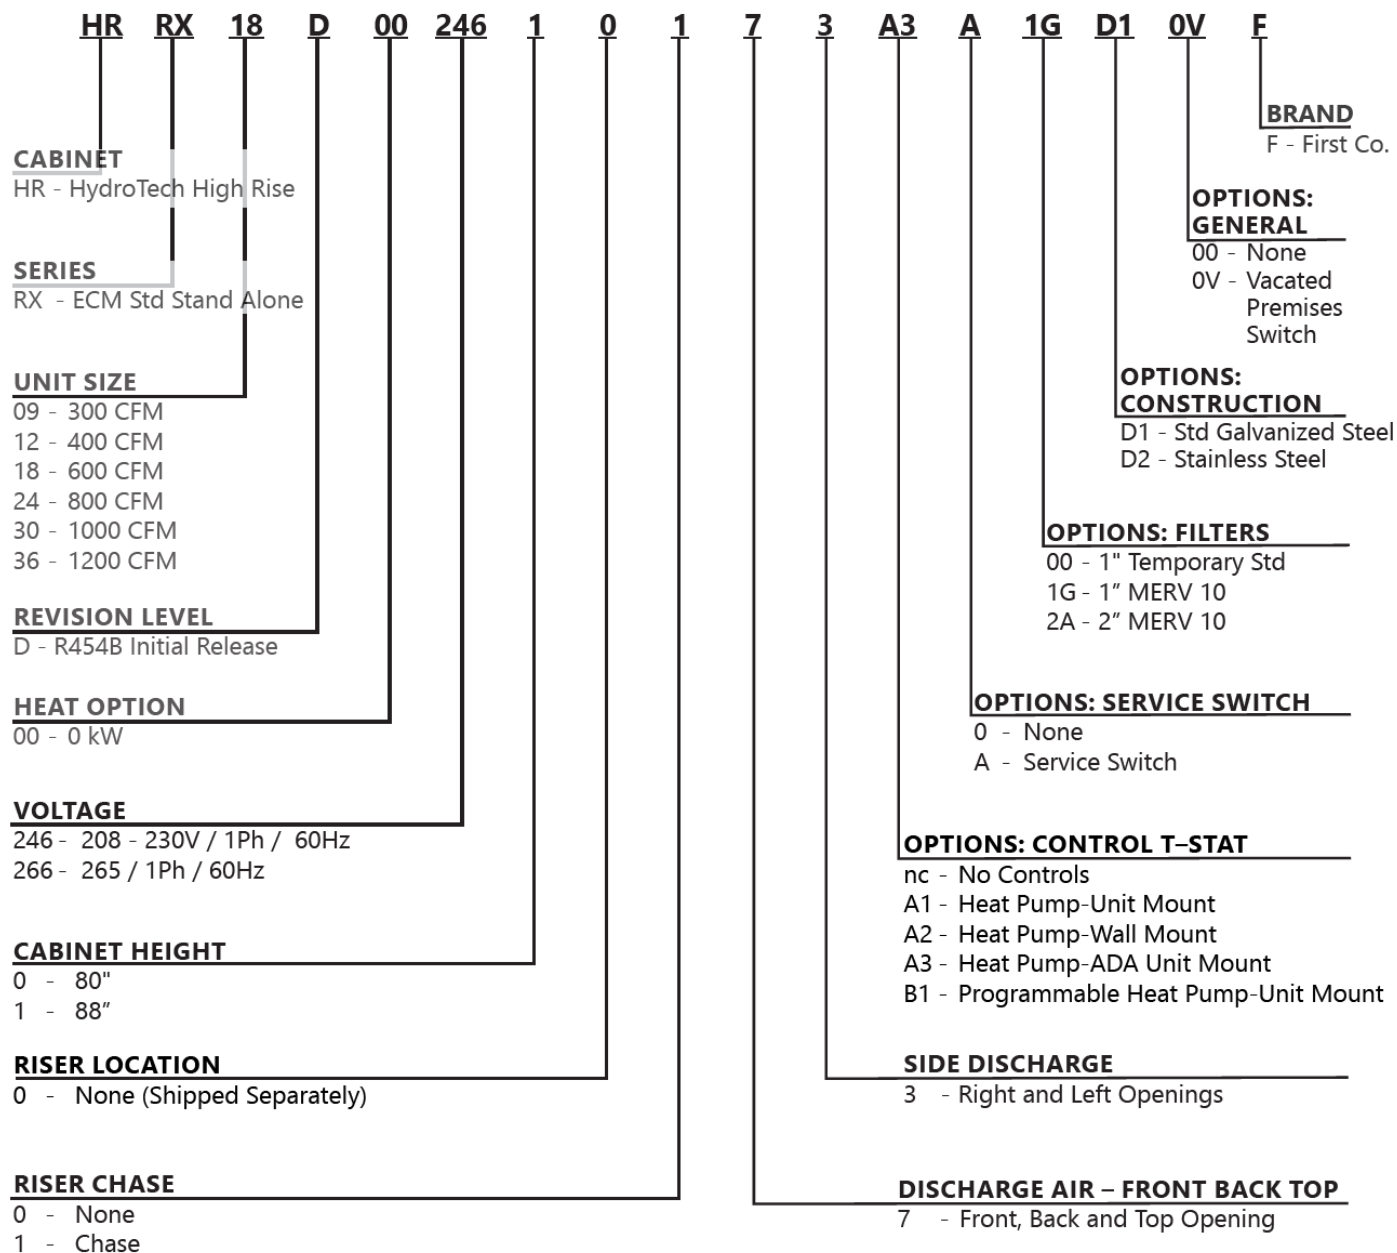 HR RX 18 D 00 246 1 0 1 7 3 A3 A 1G D1 0V F
CABINET
HR - HydroTech High Rise
SERIES
RX - ECM Std Stand Alone
UNIT SIZE
09 - 300 CFM
12 - 400 CFM
18 - 600 CFM
24 - 800 CFM
30 - 1000 CFM
36 - 1200 CFM
REVISION LEVEL
D - R454B Initial Release
HEAT OPTION
00 - 0 kW
VOLTAGE
246 - 208 - 230V / 1Ph / 60Hz
266 - 265 / 1Ph / 60Hz
CABINET HEIGHT
0 - 80"
1 - 88”
RISER LOCATION
0 - None (Shipped Separately)
RISER CHASE
0 - None
1 - Chase
BRAND
F - First Co.
OPTIONS:
GENERAL
00 - None
0V - Vacated
Premises
Switch
OPTIONS:
CONSTRUCTION
D1 - Std Galvanized Steel
D2 - Stainless Steel
OPTIONS: FILTERS
00 - 1" Temporary Std
1G - 1” MERV 10
2A - 2” MERV 10
OPTIONS: SERVICE SWITCH
0 - None
A - Service Switch
OPTIONS: CONTROL T–STAT
nc - No Controls
A1 - Heat Pump-Unit Mount
A2 - Heat Pump-Wall Mount
A3 - Heat Pump-ADA Unit Mount
B1 - Programmable Heat Pump-Unit Mount
SIDE DISCHARGE
3 - Right and Left Openings
DISCHARGE AIR – FRONT BACK TOP
7 - Front, Back and Top Opening